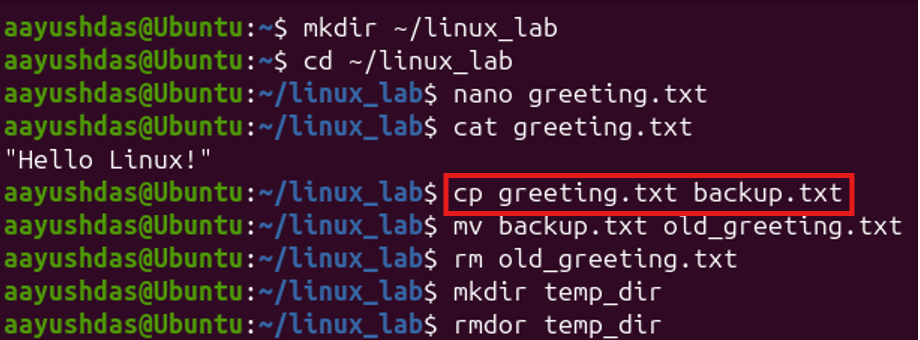 aayushdas@Ubuntu:~$ mkdir ~/linux_lab
aayushdas@Ubuntu:~$ cd ~/linux_lab
aayushdas@Ubuntu:~/linux_lab$ nano greeting.txt
aayushdas@Ubuntu:~/linux_lab$ cat greeting.txt
"Hello Linux!"
aayushdas@Ubuntu:~/linux_lab$ cp greeting.txt backup.txt
aayushdas@Ubuntu:~/linux_lab$ mv backup.txt old_greeting.txt
aayushdas@Ubuntu:~/linux_lab$ rm old_greeting.txt
aayushdas@Ubuntu:~/linux_lab$ mkdir temp_dir
aayushdas@Ubuntu:~/linux_lab$ rmdor temp_dir